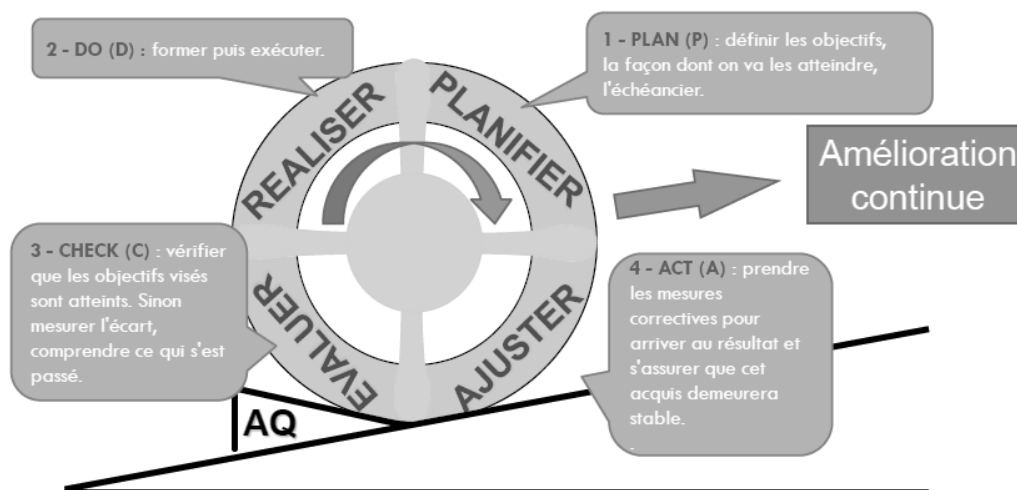 2 - DO (D) : former puis exécuter.
1 - PLAN (P) : définir les objectifs,
la façon dont on va les atteindre,
l'échéancier.
REALISER
PLANIFIER
Amélioration
continue
3 - CHECK (C) : vérifier
que les objectifs visés
sont atteints. Sinon
mesurer l'écart,
comprendre ce qui s'est
passé.
EVALUER
AJUSTER
4 - ACT (A) : prendre
les mesures
correctives pour
arriver au résultat et
s'assurer que cet
acquis demeurera
stable.
.
AQ